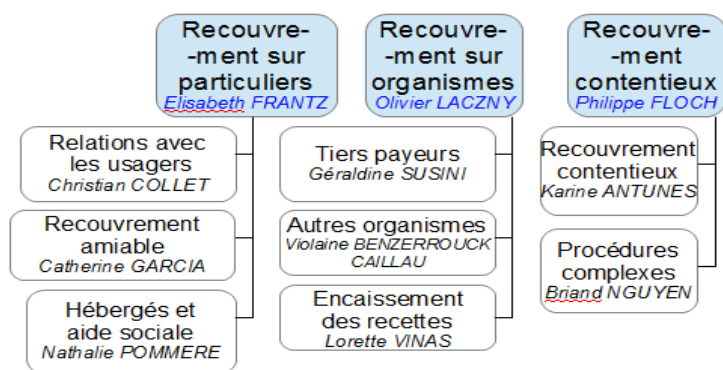 Recouvre-
-ment sur
particuliers
Elisabeth FRANTZ
Relations avec
les usagers
Christian COLLET
Recouvrement
amiable
Catherine GARCIA
Hébergés et
aide sociale
Nathalie POMMERE
Recouvre-
-ment sur
organismes
Olivier LACZNY
Tiers payeurs
Géraldine SUSINI
Autres organismes
Violaine BENZERROUCK
CAILLAU
Encaissement
des recettes
Lorette VINAS
Recouvre-
-ement
contentieux
Philippe FLOCH
Recouvrement
contentieux
Karine ANTUNES
Procédures
complexes
Briand NGUYEN